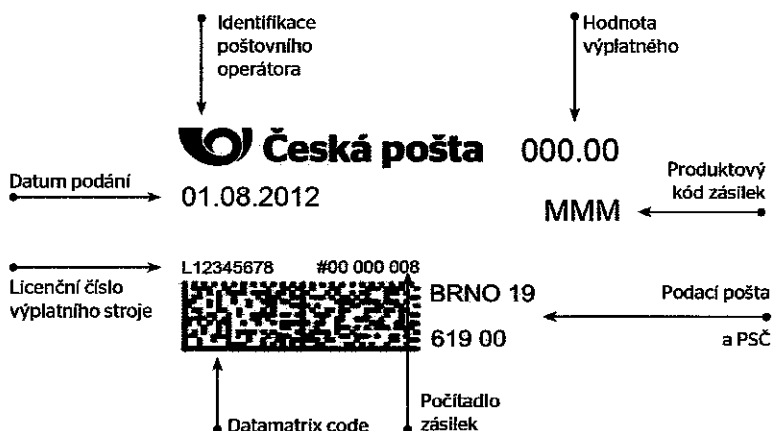 Identifikace
poštovního
operátora
Hodnota
výplatného
Česká pošta
000.00
Datum podání
01.08.2012
Produktový
kód zásilek
MMM
L12345678
#00 000 008
Licenční číslo
výplatního stroje
BRNO 19
619 00
Podací pošta
a PSČ
Datamatrix code
Počítadlo
zásilek